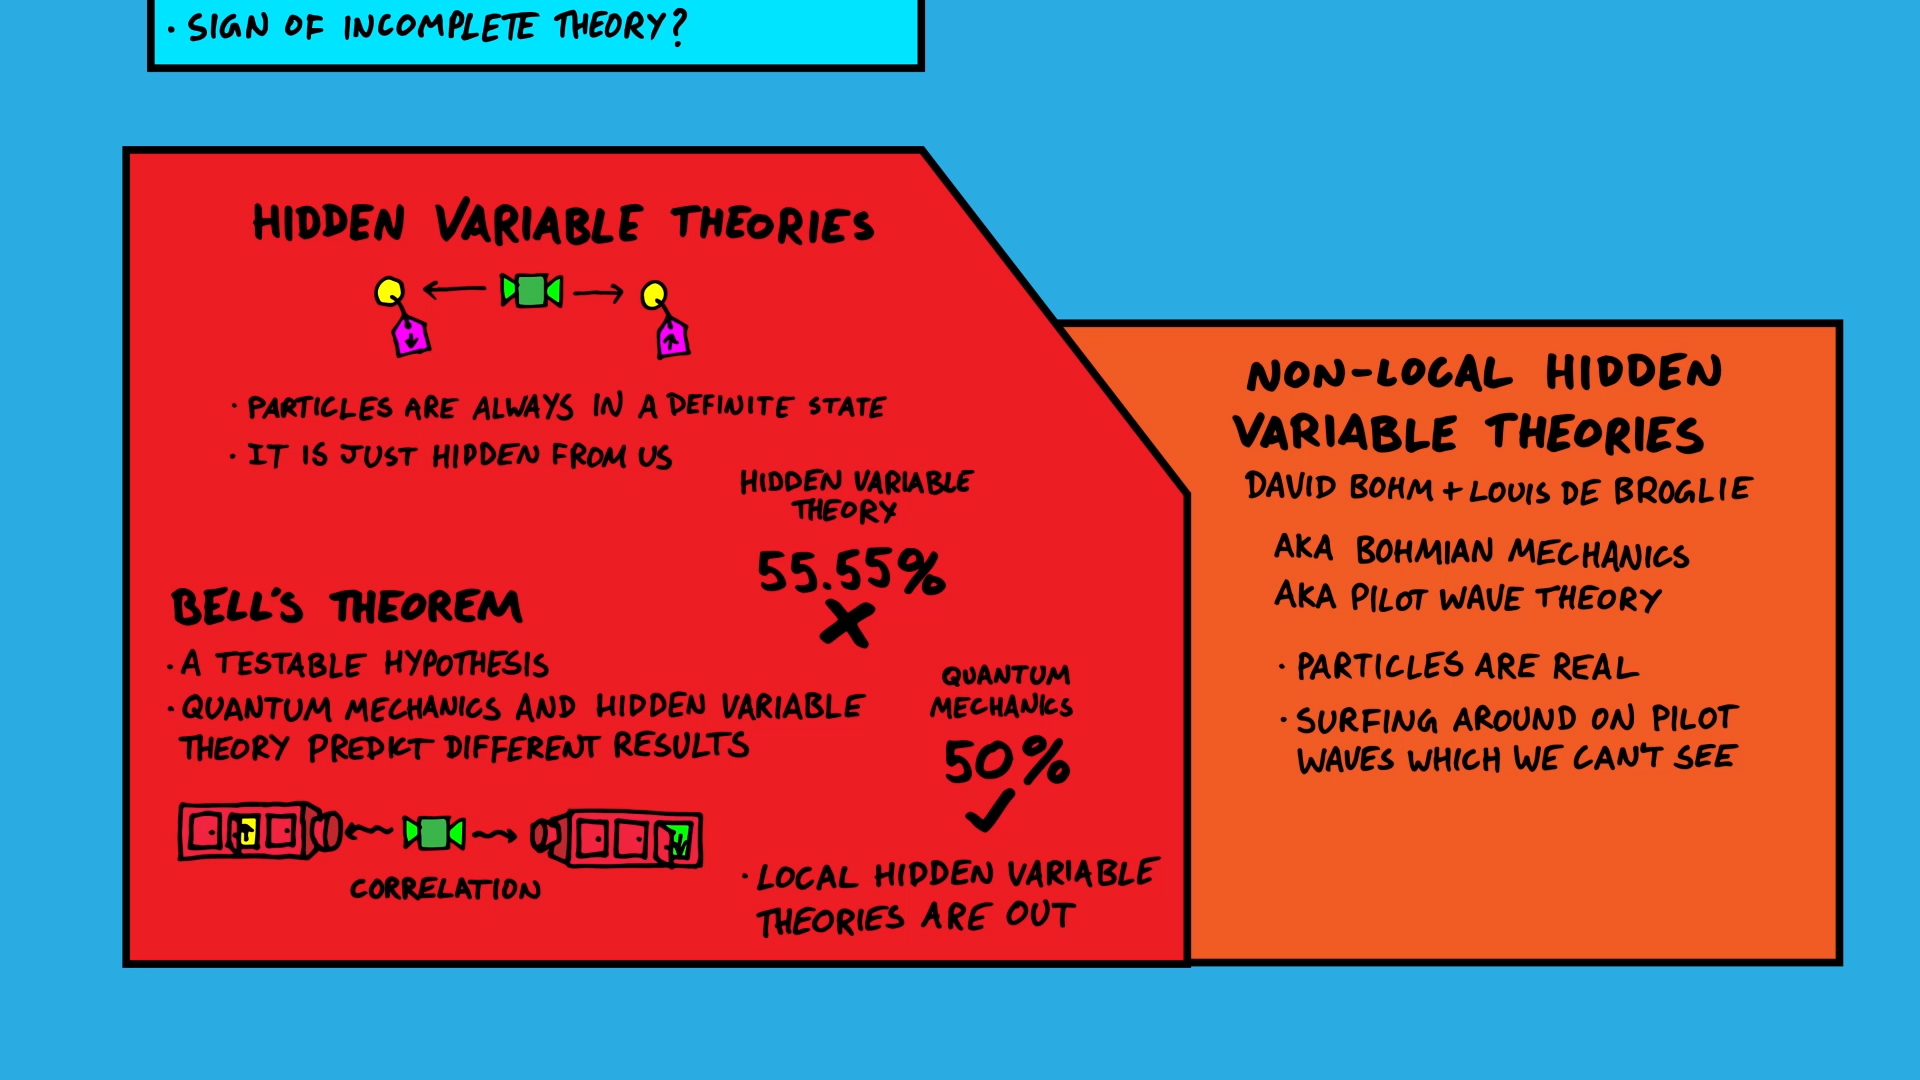 · SIGN OF INCOMPLETE THEORY?
HIDDEN VARIABLE THEORIES
· PARTICLES ARE ALWAYS IN A DEFINITE STATE
· IT IS JUST HIDDEN FROM US
HIDDEN VARIABLE
THEORY
55.55%
BELL'S THEOREM
· A TESTABLE HYPOTHESIS
· QUANTUM MECHANICS AND HIDDEN VARIABLE
THEORY PREDICT DIFFERENT RESULTS
QUANTUM
MECHANICS
50%
CORRELATION
· LOCAL HIDDEN VARIABLE
THEORIES ARE OUT
NON-LOCAL HIDDEN
VARIABLE THEORIES
DAVID BOHM + LOUIS DE BROGLIE
AKA BOHMIAN MECHANICS
AKA PILOT WAVE THEORY
· PARTICLES ARE REAL
· SURFING AROUND ON PILOT
WAVES WHICH WE CAN'T SEE